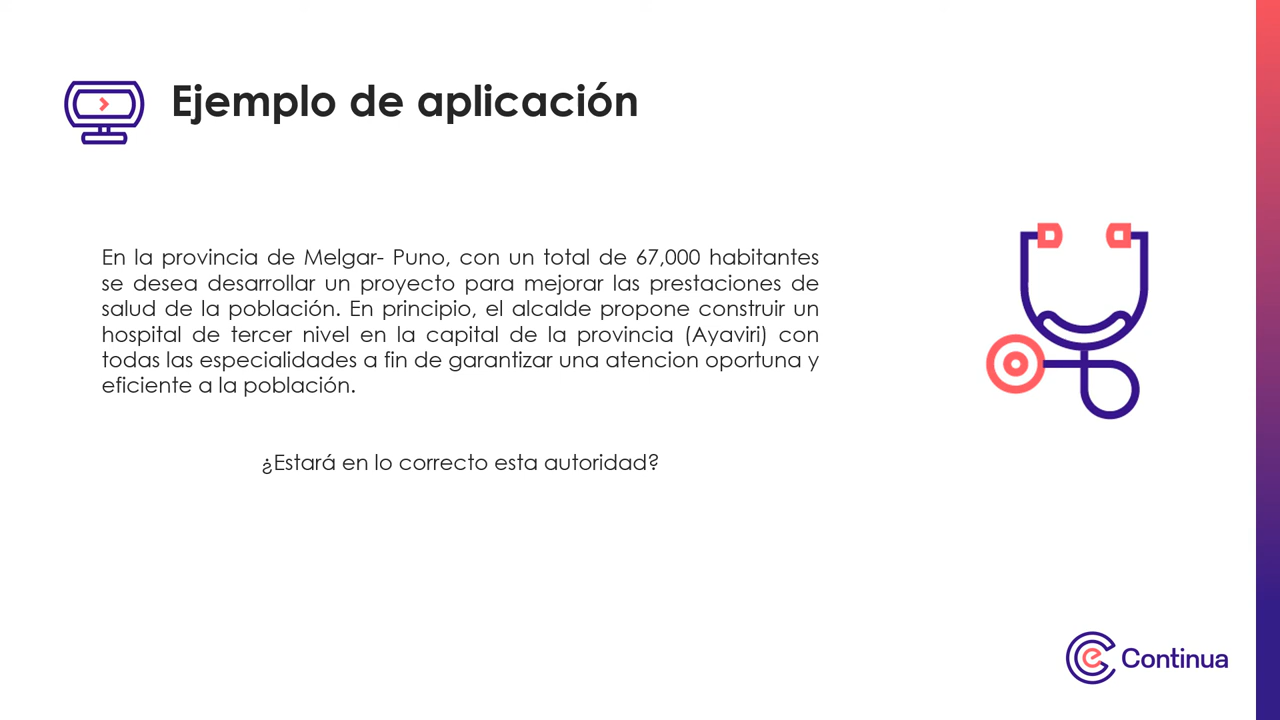 Ejemplo de aplicación
En la provincia de Melgar- Puno, con un total de 67,000 habitantes
se desea desarrollar un proyecto para mejorar las prestaciones de
salud de la población. En principio, el alcalde propone construir un
hospital de tercer nivel en la capital de la provincia (Ayaviri) con
todas las especialidades a fin de garantizar una atencion oportuna y
eficiente a la población.
¿Estará en lo correcto esta autoridad?
Continua